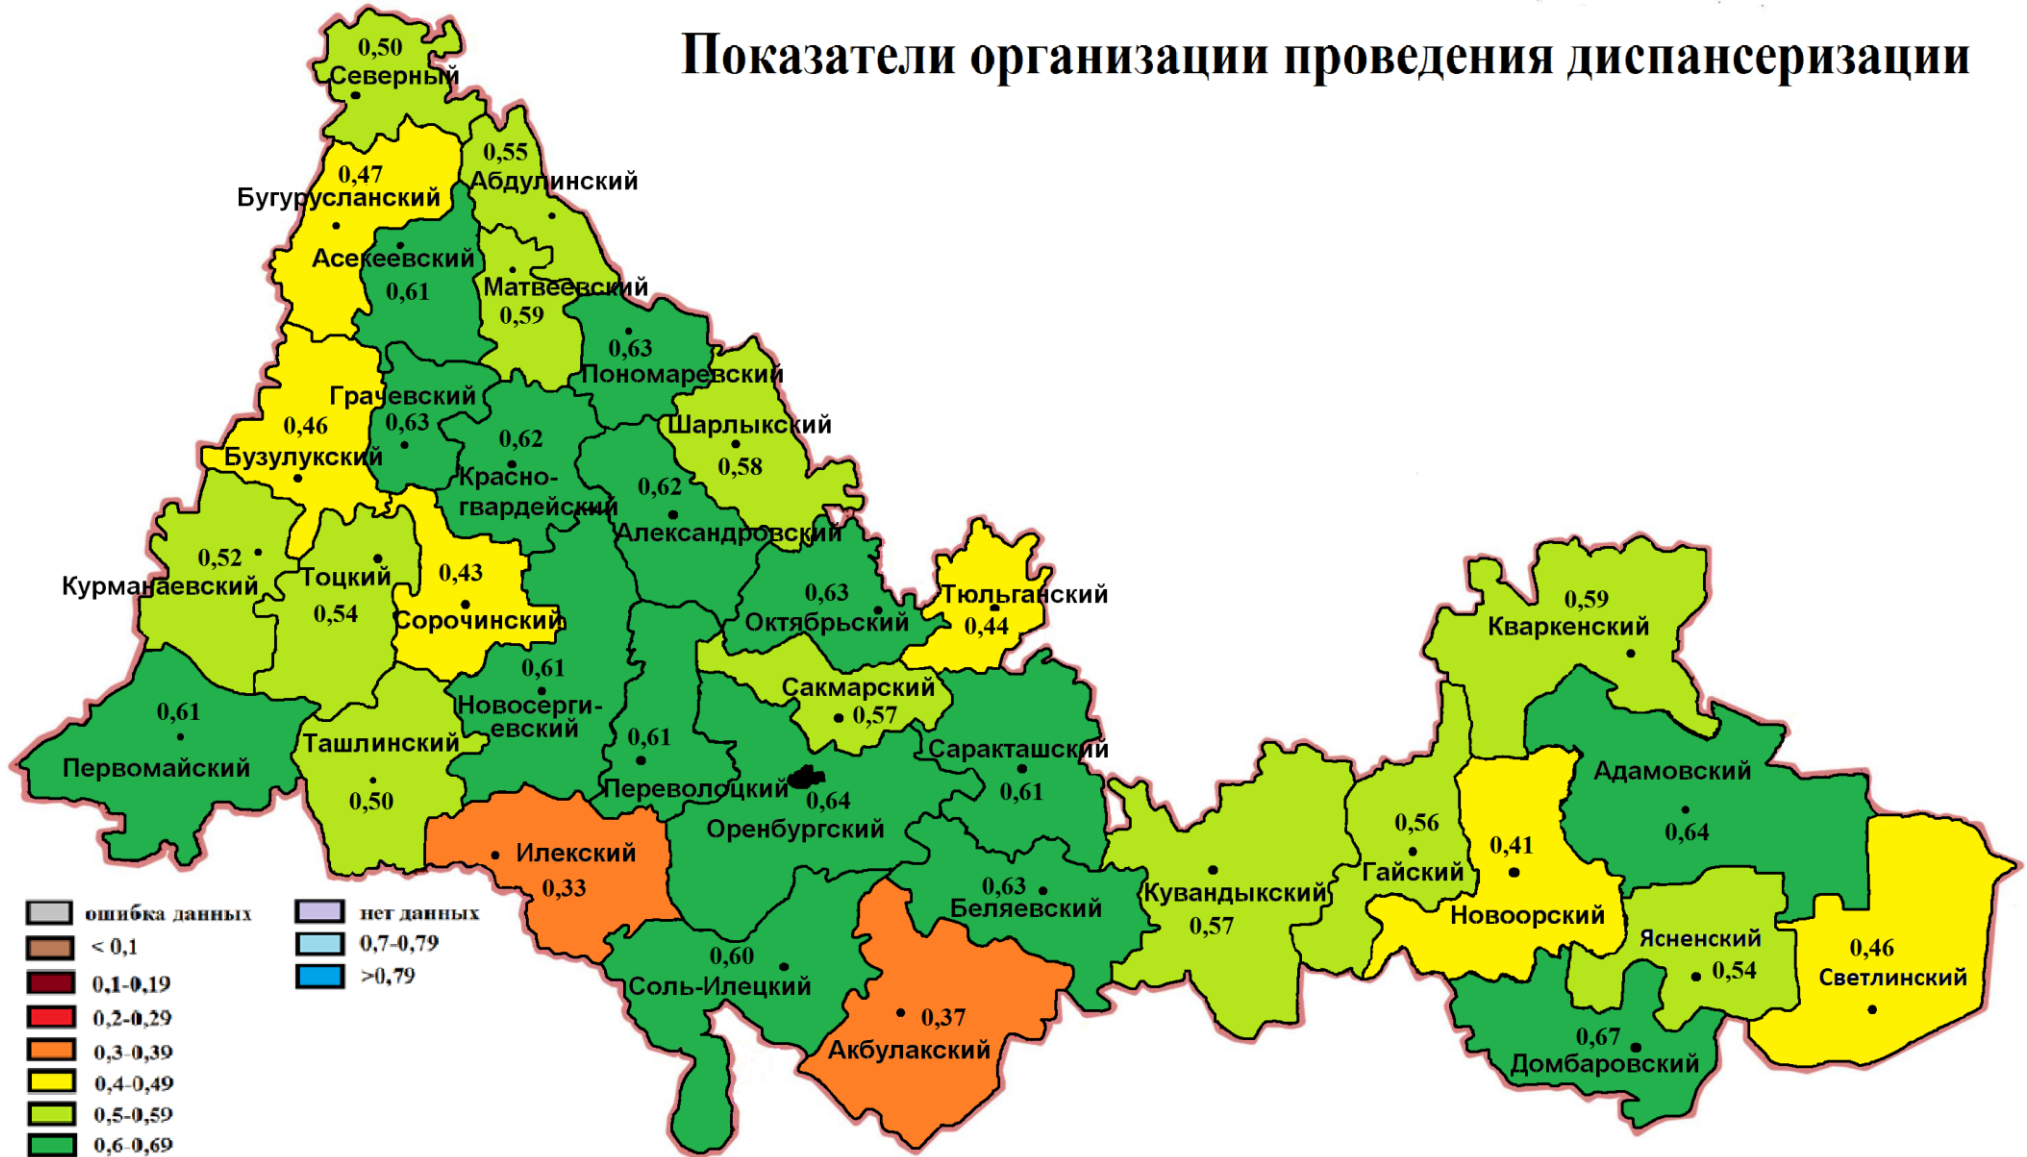 Показатели организации проведения диспансеризации
0,50
Северный
0,55
Абдулинский
0,47
Бугурусланский
Асекеевский
0,61
Матвеевский
0,59
0,63
Пономаревский
Грачевский
0,63
0,46
Бузулукский
0,62
Красно-
гвардейский
Шарлыкский
0,58
0,62
Александровский
0,52
Курманаевский
Тоцкий
0,54
0,43
Сорочинский
0,63
Октябрьский
Тюльганский
0,44
0,59
Кваркенский
0,61
Первомайский
Ташлинский
0,50
0,61
Новосерги-
евский
0,61
Переволоцкий
Сакмарский
0,57
0,64
Оренбургский
Саракташский
0,61
Адамовский
0,64
0,56
Гайский
0,41
Новоорский
Илекский
0,33
0,63
Беляевский
Кувандыкский
0,57
Ясненский
0,54
0,46
Светлинский
0,60
Соль-Илецкий
0,37
Акбулакский
0,67
Домбаровский
ошибка данных
< 0,1
0,1-0,19
0,2-0,29
0,3-0,39
0,4-0,49
0,5-0,59
0,6-0,69
нет данных
0,7-0,79
>0,79